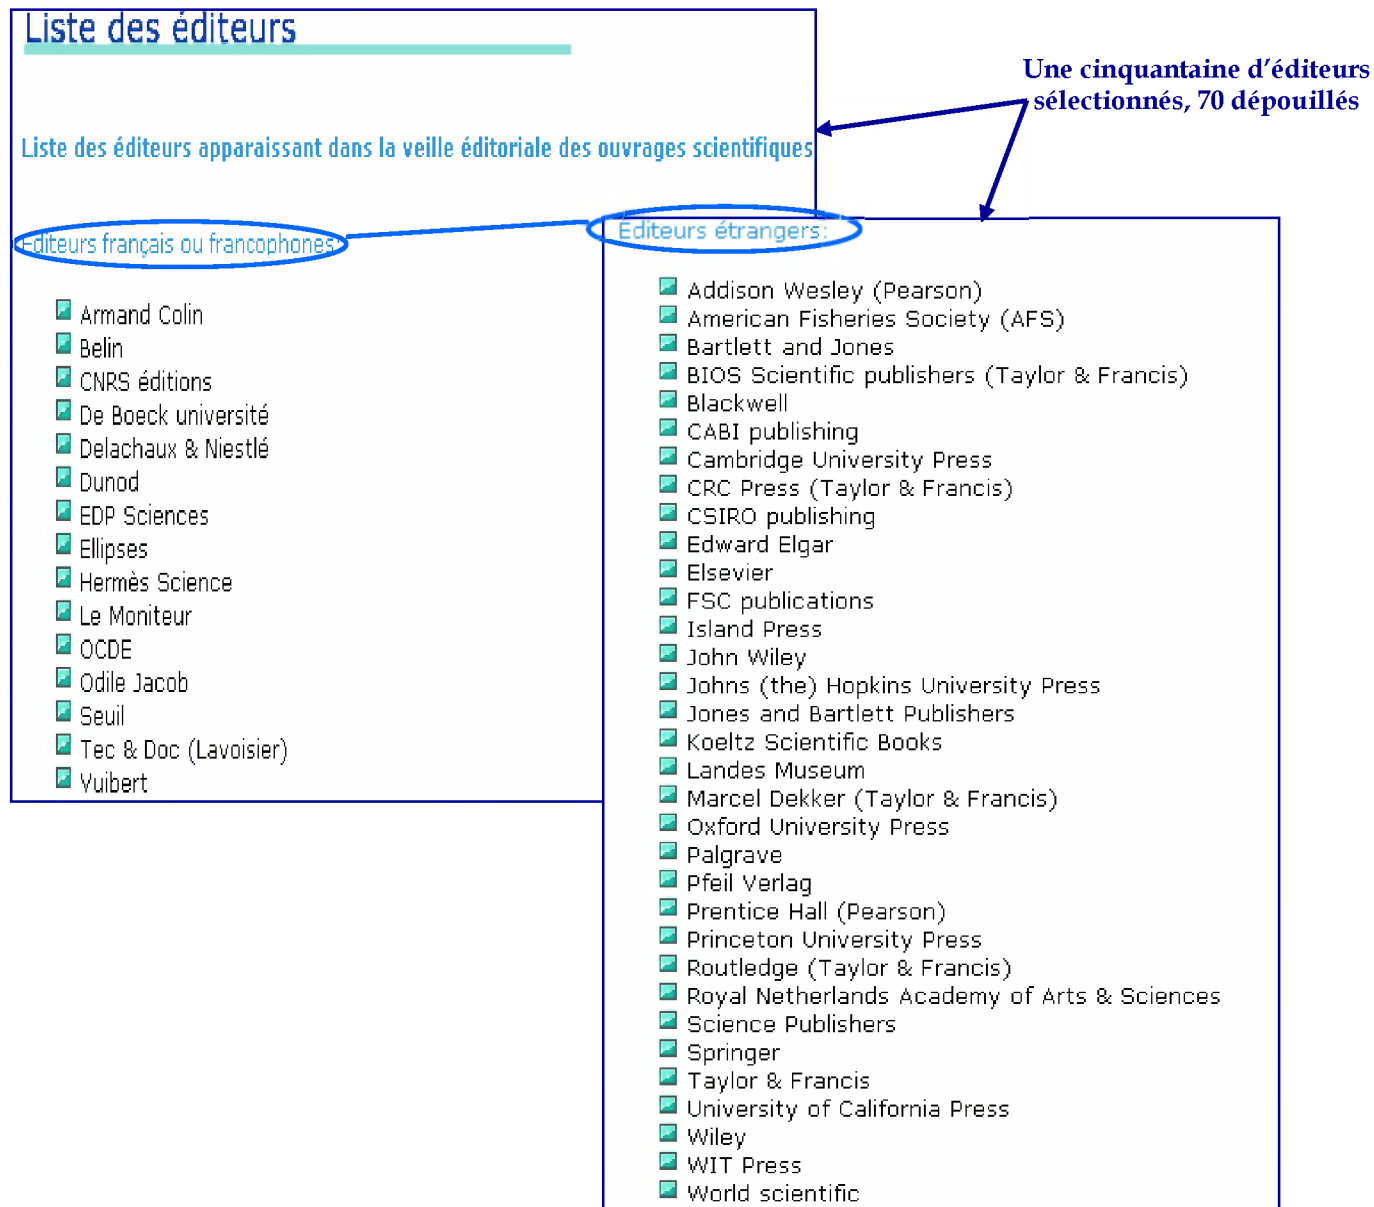 Liste des éditeurs
Une cinquantaine d’éditeurs
sélectionnés, 70 dépouillés
Liste des éditeurs apparaissant dans la veille éditoriale des ouvrages scientifiques
Editeurs français ou francophones:
Armand Colin
Belin
CNRS éditions
De Boeck université
Delachaux & Niestlé
Dunod
EDP Sciences
Ellipses
Hermès Science
Le Moniteur
OCDE
Odile Jacob
Seuil
Tec & Doc (Lavoisier)
Vuibert
Editeurs étrangers:
Addison Wesley (Pearson)
American Fisheries Society (AFS)
Bartlett and Jones
BIOS Scientific publishers (Taylor & Francis)
Blackwell
CABI publishing
Cambridge University Press
CRC Press (Taylor & Francis)
CSIRO publishing
Edward Elgar
Elsevier
FSC publications
Island Press
John Wiley
Johns (the) Hopkins University Press
Jones and Bartlett Publishers
Koeltz Scientific Books
Landes Museum
Marcel Dekker (Taylor & Francis)
Oxford University Press
Palgrave
Pfeil Verlag
Prentice Hall (Pearson)
Princeton University Press
Routledge (Taylor & Francis)
Royal Netherlands Academy of Arts & Sciences
Science Publishers
Springer
Taylor & Francis
University of California Press
Wiley
WIT Press
World scientific